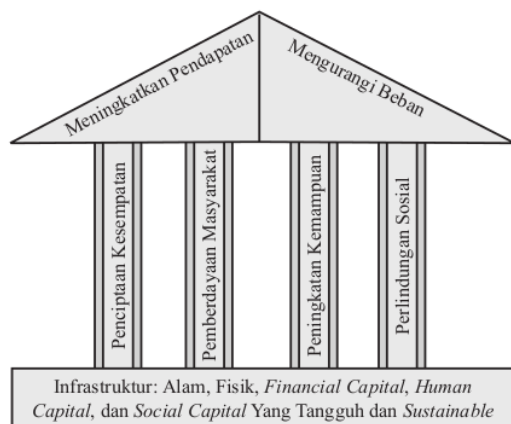 Meningkatkan Pendapatan
Mengurangi Beban
Penciptaan Kesempatan
Pemberdayaan Masyarakat
Peningkatan Kemampuan
Perlindungan Sosial
Infrastruktur: Alam, Fisik, Financial Capital, Human
Capital, dan Social Capital Yang Tangguh dan Sustainable